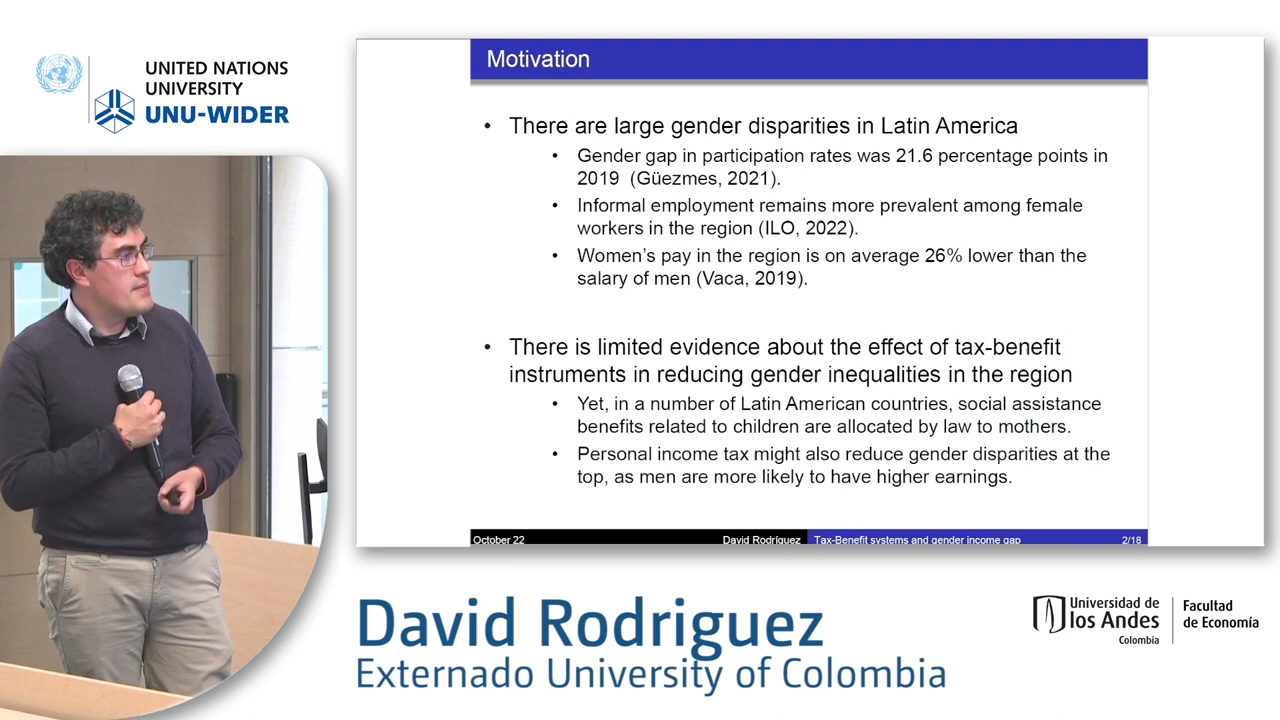 UNITED NATIONS
UNIVERSITY
UNU-WIDER
Motivation
• There are large gender disparities in Latin America
• Gender gap in participation rates was 21.6 percentage points in
2019 (Güezmes, 2021).
• Informal employment remains more prevalent among female
workers in the region (ILO, 2022).
• Women's pay in the region is on average 26% lower than the
salary of men (Vaca, 2019).
• There is limited evidence about the effect of tax-benefit
instruments in reducing gender inequalities in the region
• Yet, in a number of Latin American countries, social assistance
benefits related to children are allocated by law to mothers.
• Personal income tax might also reduce gender disparities at the
top, as men are more likely to have higher earnings.
October 22 David Rodríguez Tax-Benefit systems and gender income gap 2/18
David Rodriguez
Externado University of Colombia
Universidad de
los Andes
Colombia
Facultad
de Economía